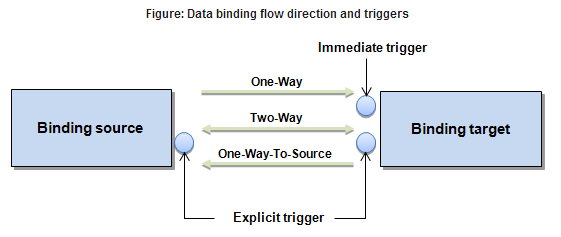 Figure: Data binding flow direction and triggers
Immediate trigger
One-Way
Binding source
Two-Way
Binding target
One-Way-To-Source
Explicit trigger